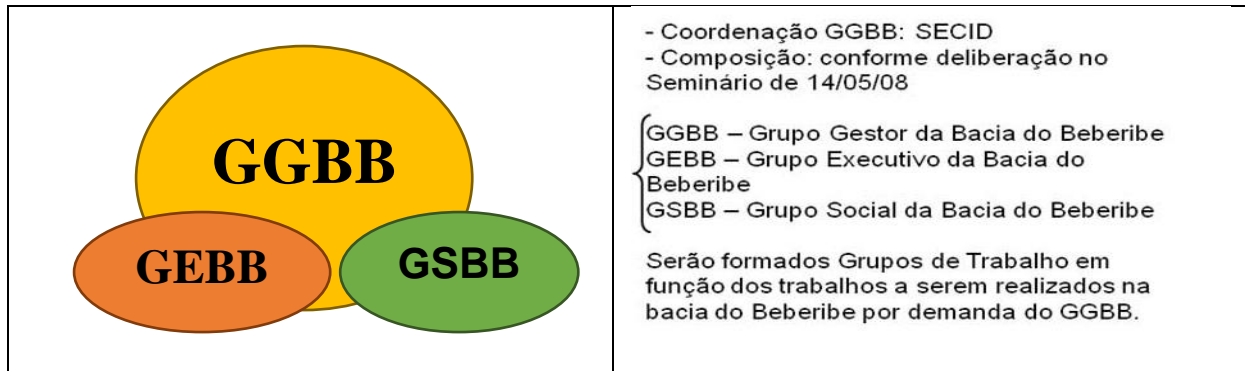 GGBB
GEBB
GSBB
- Coordenação GGBB: SECID
- Composição: conforme deliberação no
Seminário de 14/05/08
GGBB – Grupo Gestor da Bacia do Beberibe
GEBB – Grupo Executivo da Bacia do
Beberibe
GSBB – Grupo Social da Bacia do Beberibe
Serão formados Grupos de Trabalho em
função dos trabalhos a serem realizados na
bacia do Beberibe por demanda do GGBB.